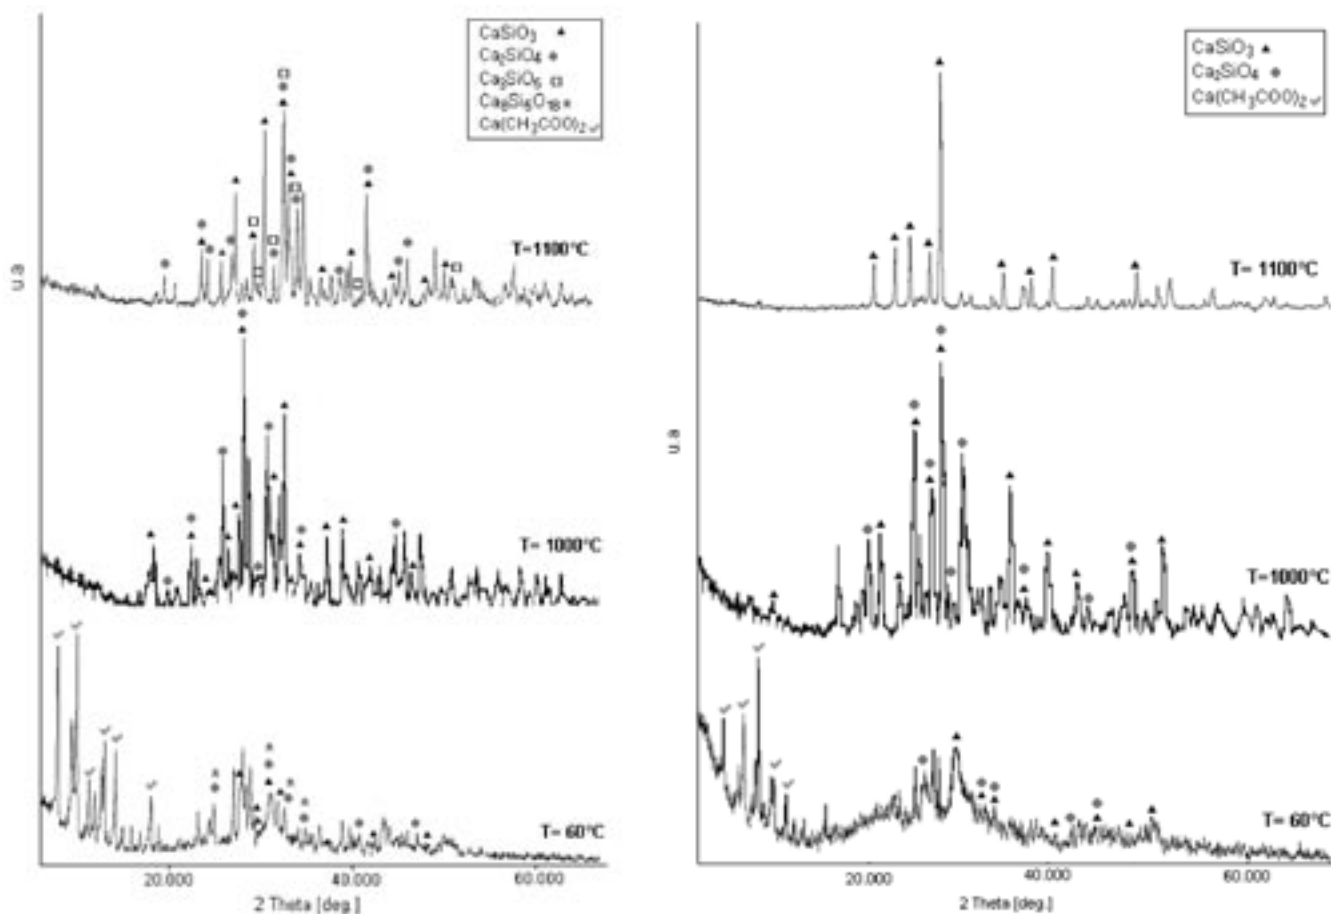 CaSiO3 ▲
Ca2SiO4 ⊕
Ca3SiO5 □
Ca6Si6O18 ×
Ca(CH3COO)2 ✓
T=1100°C
u.a
T= 1000°C
T= 60°C
20.000 40.000 60.000
2 Theta [deg.]
CaSiO3 ▲
Ca2SiO4 ⊕
Ca(CH3COO)2 ✓
T= 1100°C
u.a
T=1000°C
T= 60°C
20.000 40.000 60.000
2 Theta [deg.]